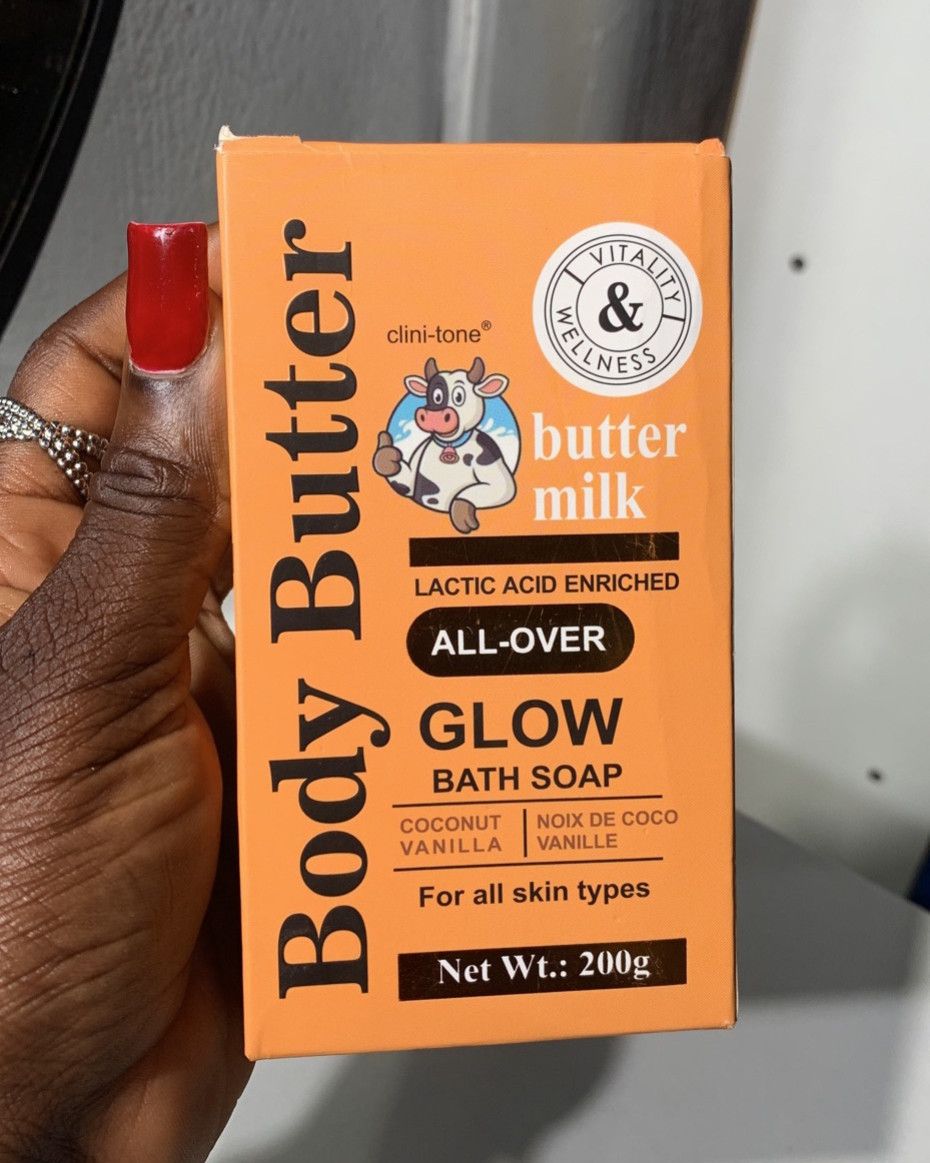 Body Butter
clini-tone®
VITALITY
&
WELLNESS
butter
milk
LACTIC ACID ENRICHED
ALL-OVER
GLOW
BATH SOAP
COCONUT
VANILLA
NOIX DE COCO
VANILLE
For all skin types
Net Wt.: 200g